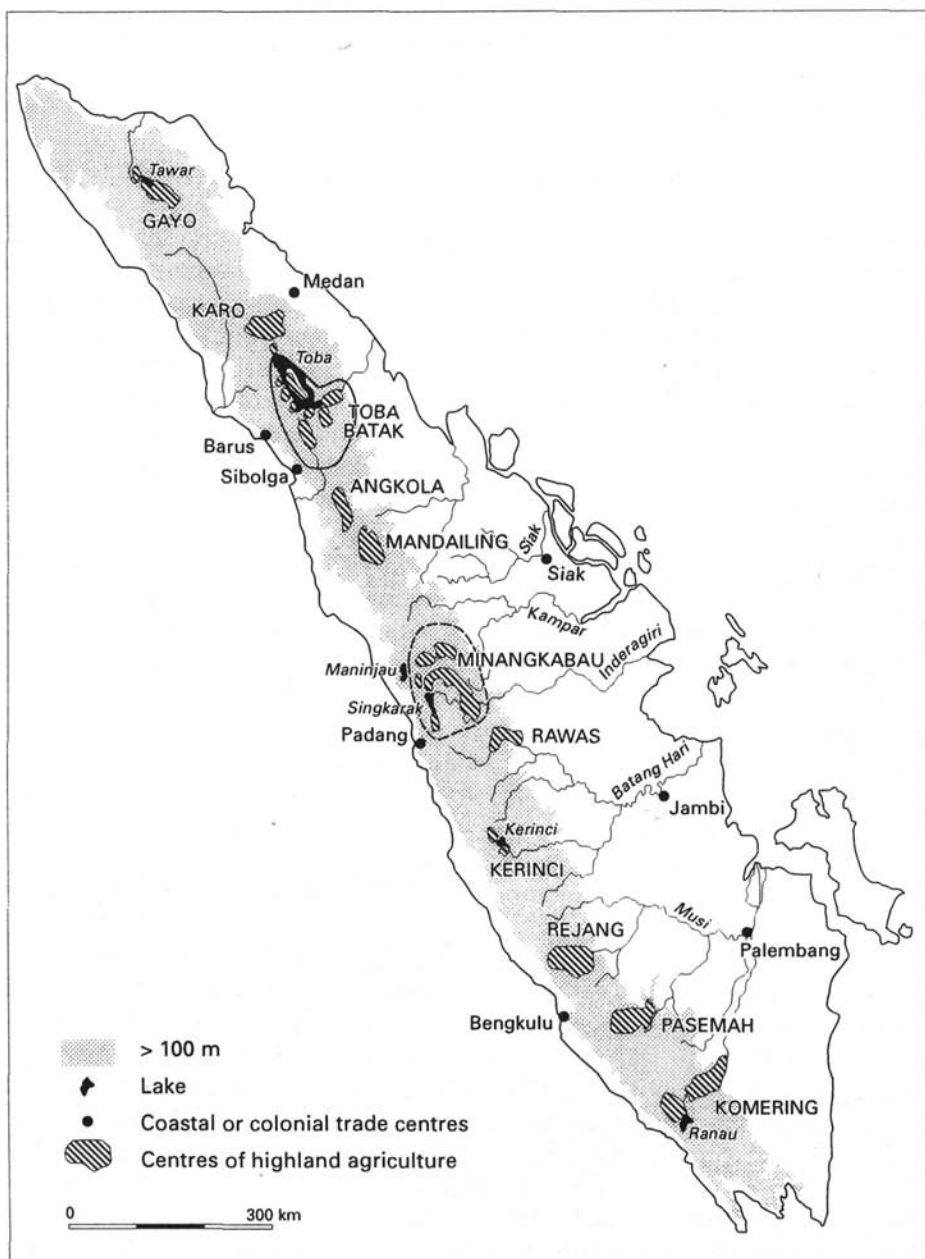 Tawar
GAYO
Medan
KARO
Toba
TOBA
BATAK
Barus
Sibolga
ANGKOLA
MANDAILING
Siak
Siak
Kampar
Inderagiri
MINANGKABAU
Maninjau
Singkarak
Padang
RAWAS
Batang Hari
Jambi
Kerinci
KERINCI
Musi
REJANG
Palembang
Bengkulu
PASEMAH
KOMERING
Ranau
> 100 m
Lake
Coastal or colonial trade centres
Centres of highland agriculture
0 300 km